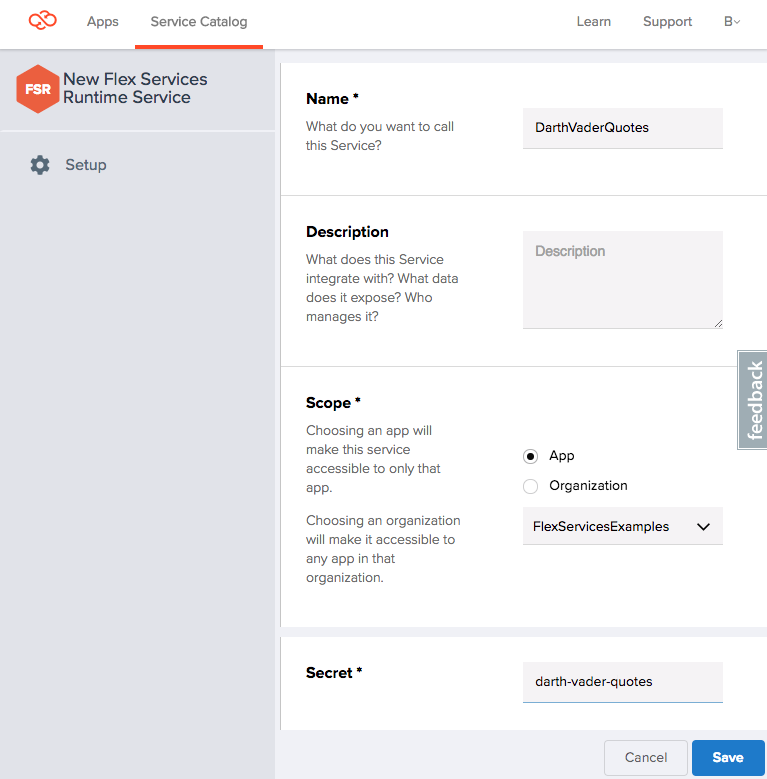 Apps
Service Catalog
Learn
Support
B
FSR
New Flex Services
Runtime Service
Setup
Name *
What do you want to call
this Service?
DarthVaderQuotes
Description
What does this Service
integrate with? What data
does it expose? Who
manages it?
Description
Scope *
Choosing an app will
make this service
accessible to only that
app.
Choosing an organization
will make it accessible to
any app in that
organization.
App
Organization
FlexServicesExamples
feedback
Secret *
darth-vader-quotes
Cancel
Save